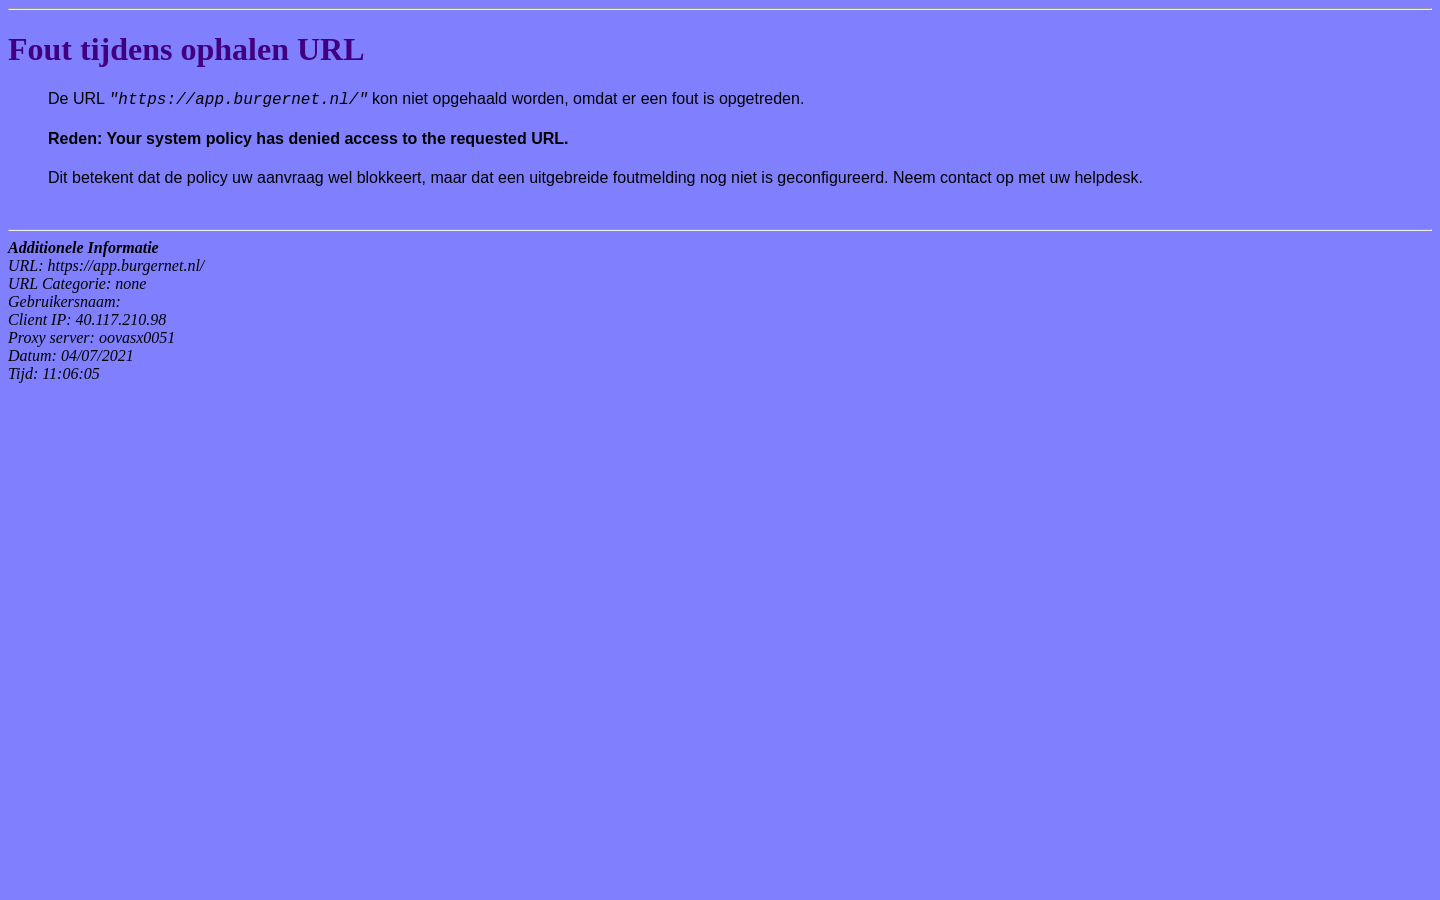 Fout tijdens ophalen URL
De URL "https://app.burgernet.nl/" kon niet opgehaald worden, omdat er een fout is opgetreden.
Reden: Your system policy has denied access to the requested URL.
Dit betekent dat de policy uw aanvraag wel blokkeert, maar dat een uitgebreide foutmelding nog niet is geconfigureerd. Neem contact op met uw helpdesk.
Additionele Informatie
URL: https://app.burgernet.nl/
URL Categorie: none
Gebruikersnaam:
Client IP: 40.117.210.98
Proxy server: oovasx0051
Datum: 04/07/2021
Tijd: 11:06:05